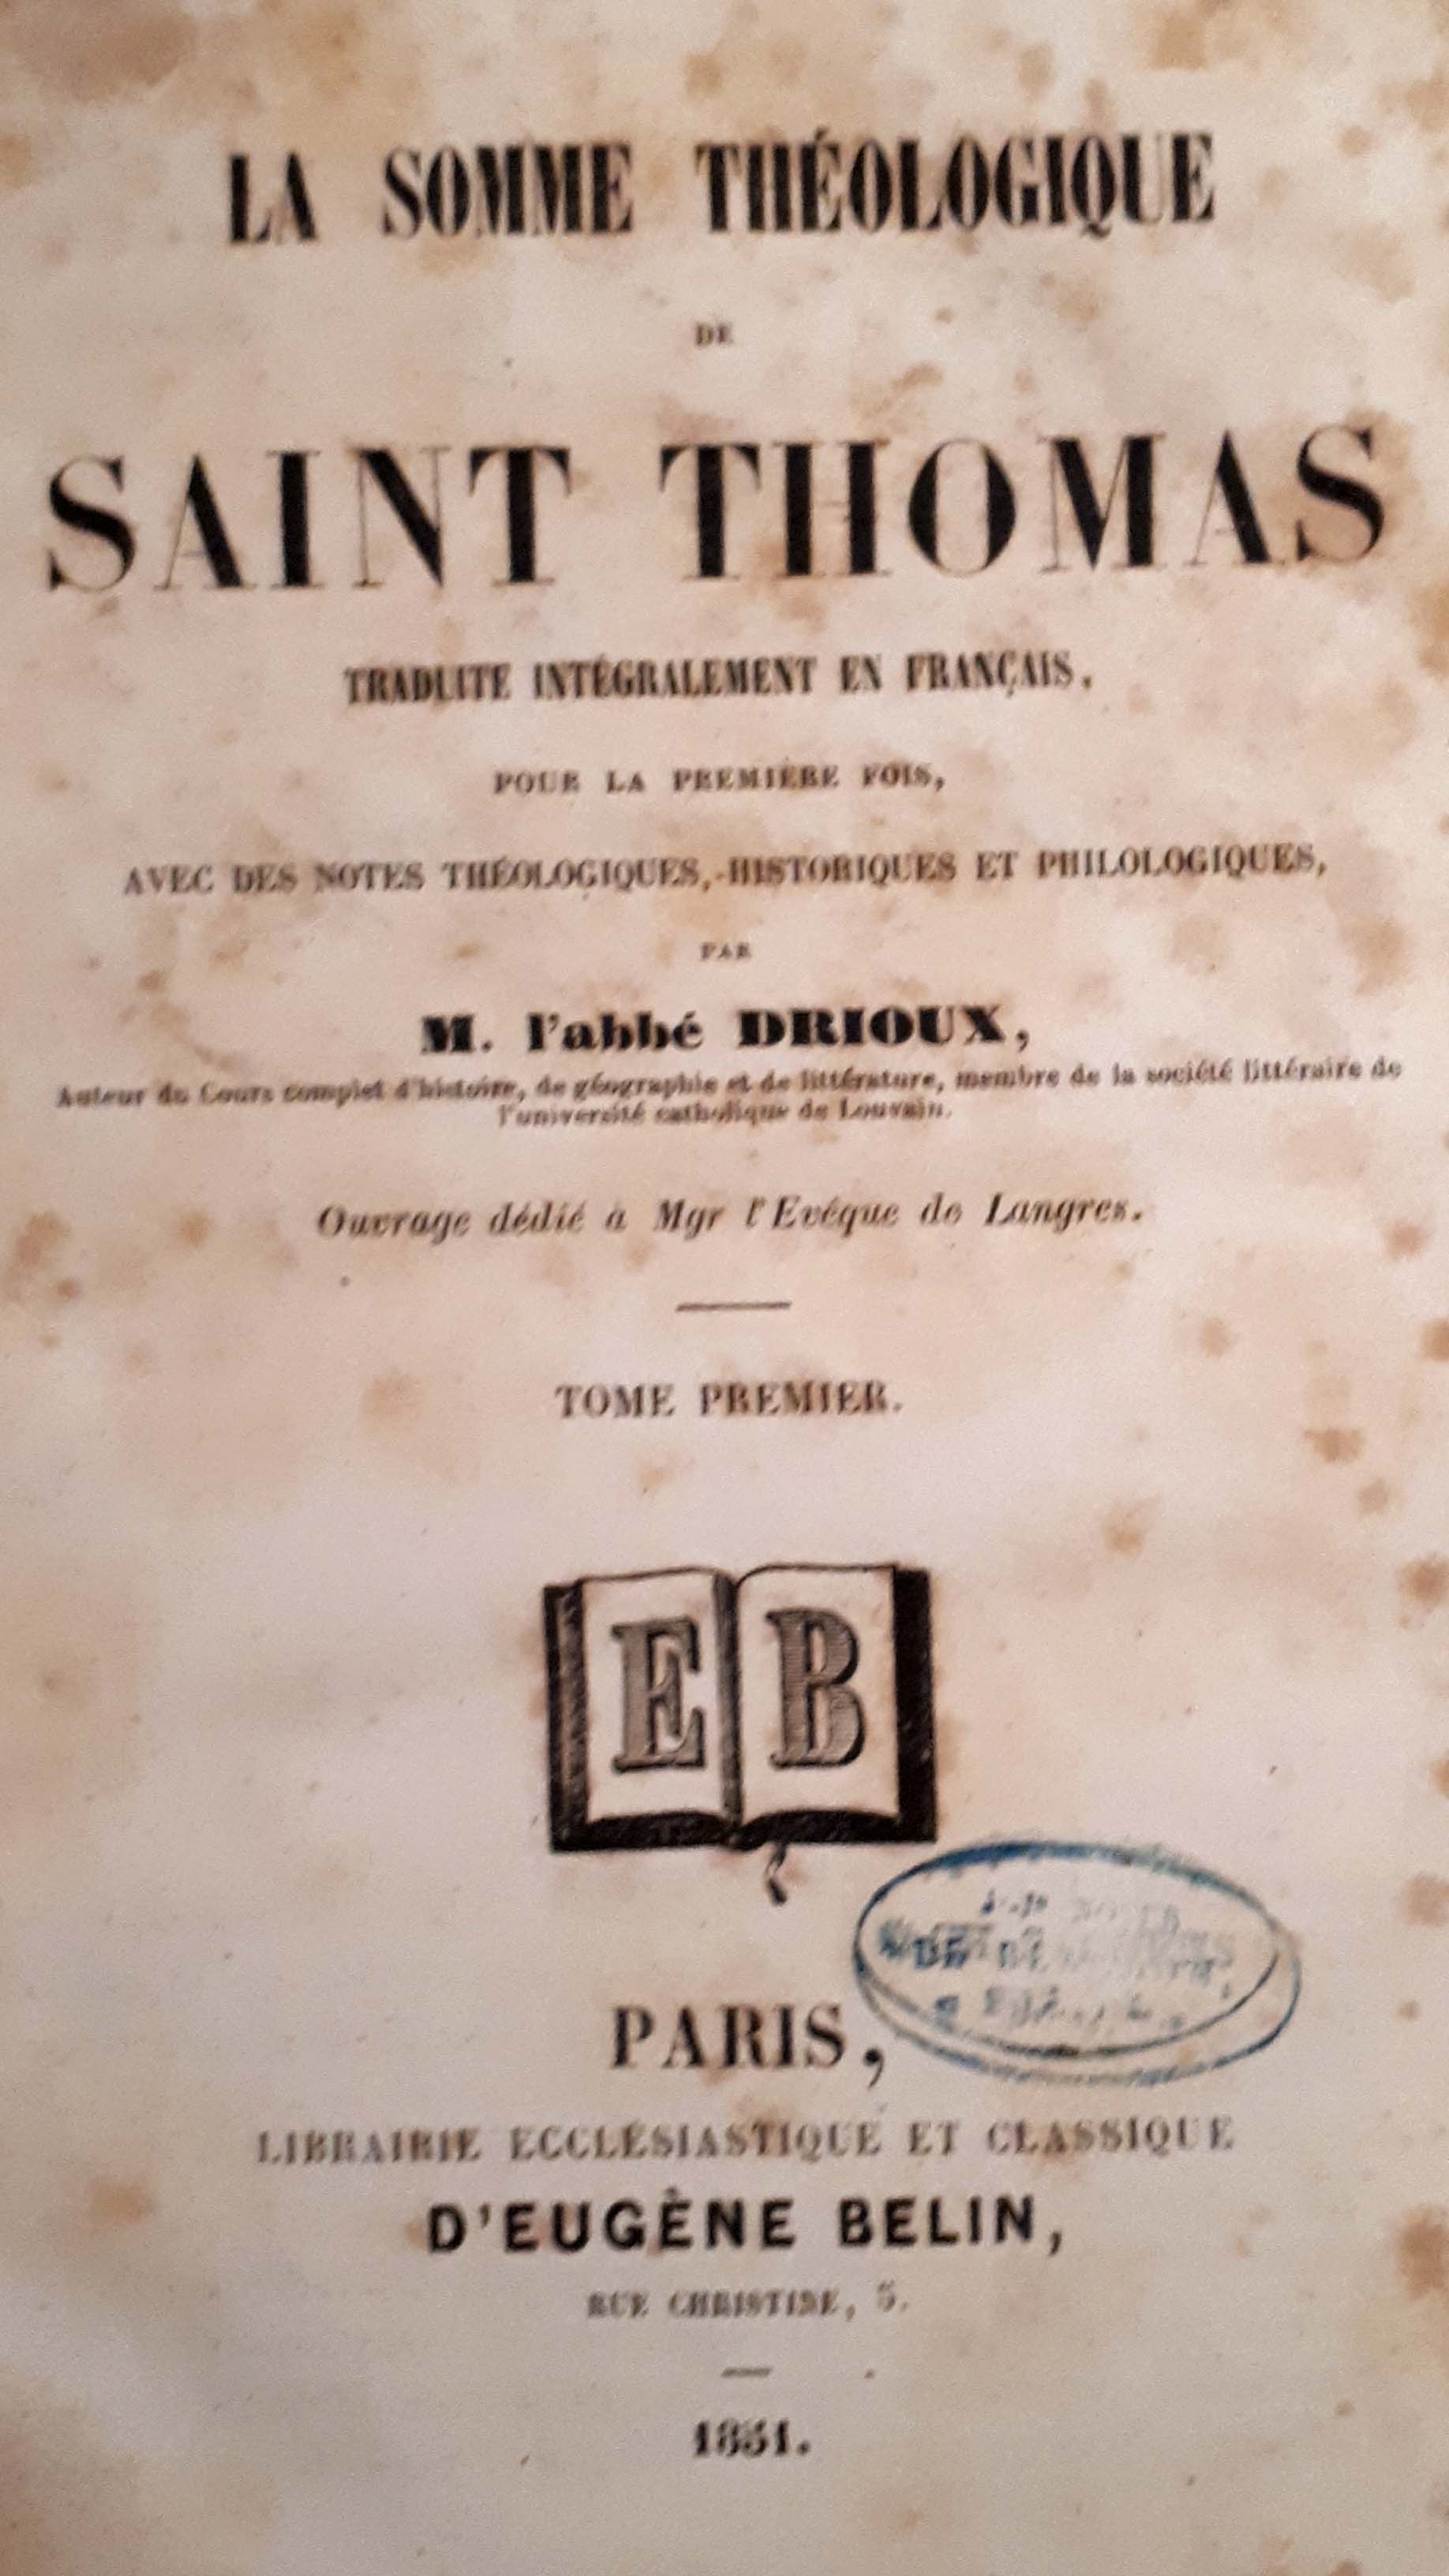 LA SOMME THÉOLOGIQUE
DE
SAINT THOMAS
TRADUITE INTÉGRALEMENT EN FRANÇAIS,
POUR LA PREMIÈRE FOIS,
AVEC DES NOTES THÉOLOGIQUES, HISTORIQUES ET PHILOLOGIQUES,
PAR
M. l'abbé DRIOUX,
Auteur du Cours complet d'histoire, de géographie et de littérature, membre de la société littéraire de
l'université catholique de Louvain.
Ouvrage dédié à Mgr l'Evéque de Langres.
TOME PREMIER.
E B
PARIS,
LIBRAIRIE ECCLÉSIASTIQUE ET CLASSIQUE
D'EUGÈNE BELIN,
RUE CHRISTINE, 5.
1851.